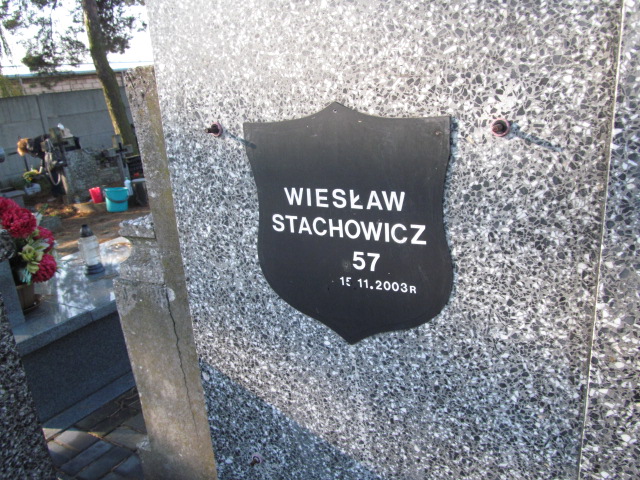 WIESŁAW
STACHOWICZ
57
15 11.2003R